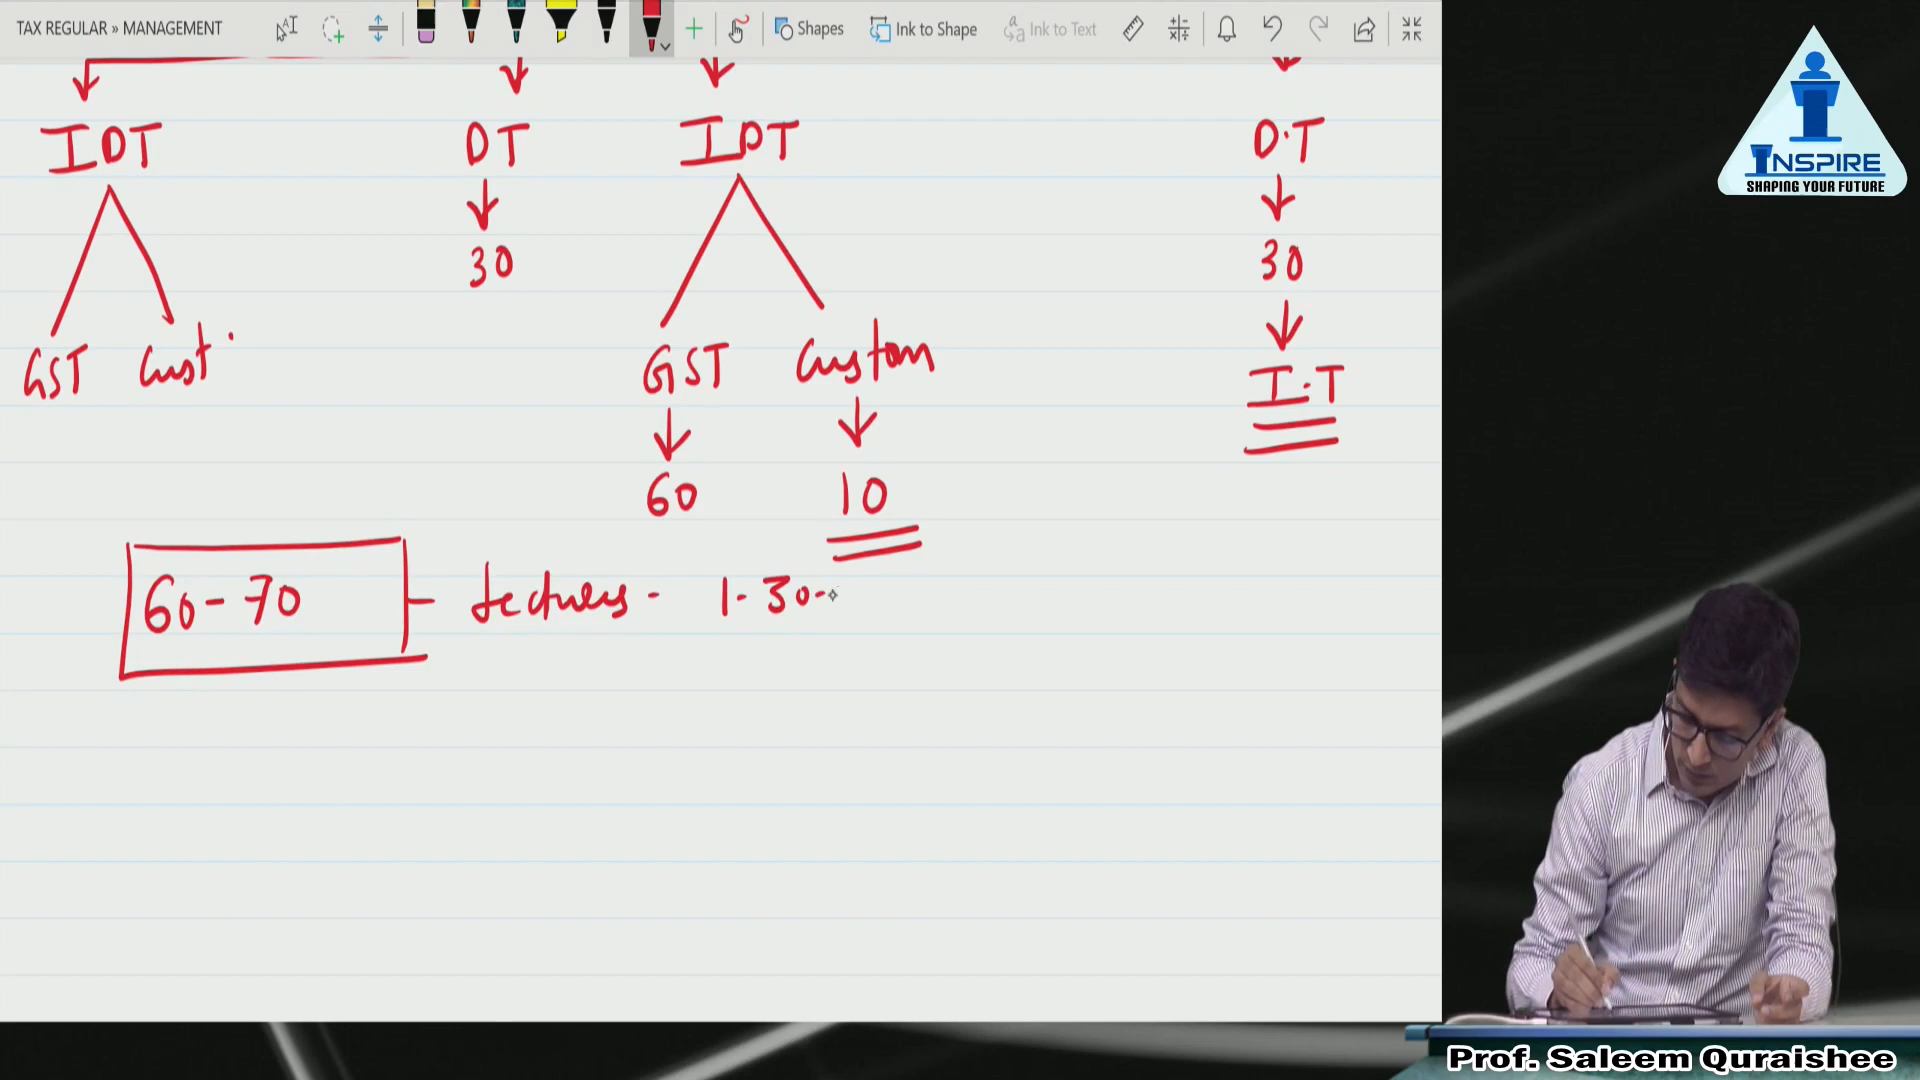 TAX REGULAR » MANAGEMENT
Shapes
Ink to Shape
Ink to Text
INSPIRE
SHAPING YOUR FUTURE
IDT DT IDT D.T
30 30
GST Cust. GST Custom I.T
60 10
60-70 - Lectures - 1-30-
Prof. Saleem Quraishee